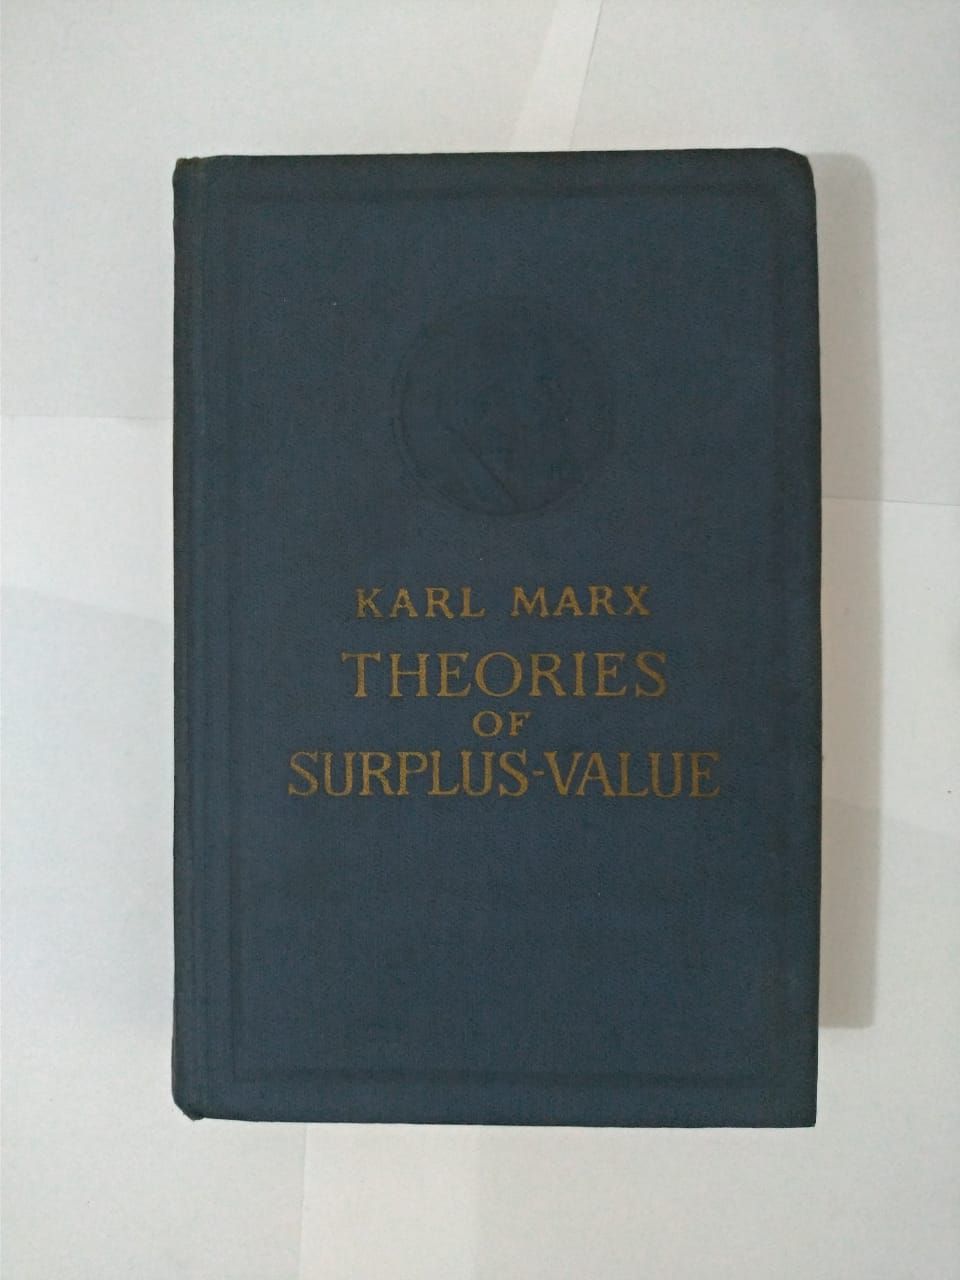 KARL MARX
THEORIES
OF
SURPLUS-VALUE